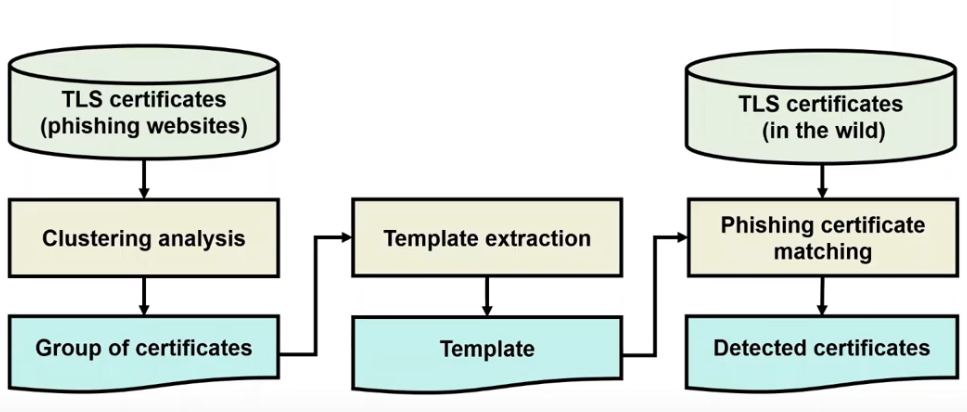 TLS certificates
(phishing websites)
Clustering analysis
Group of certificates
Template extraction
Template
TLS certificates
(in the wild)
Phishing certificate
matching
Detected certificates